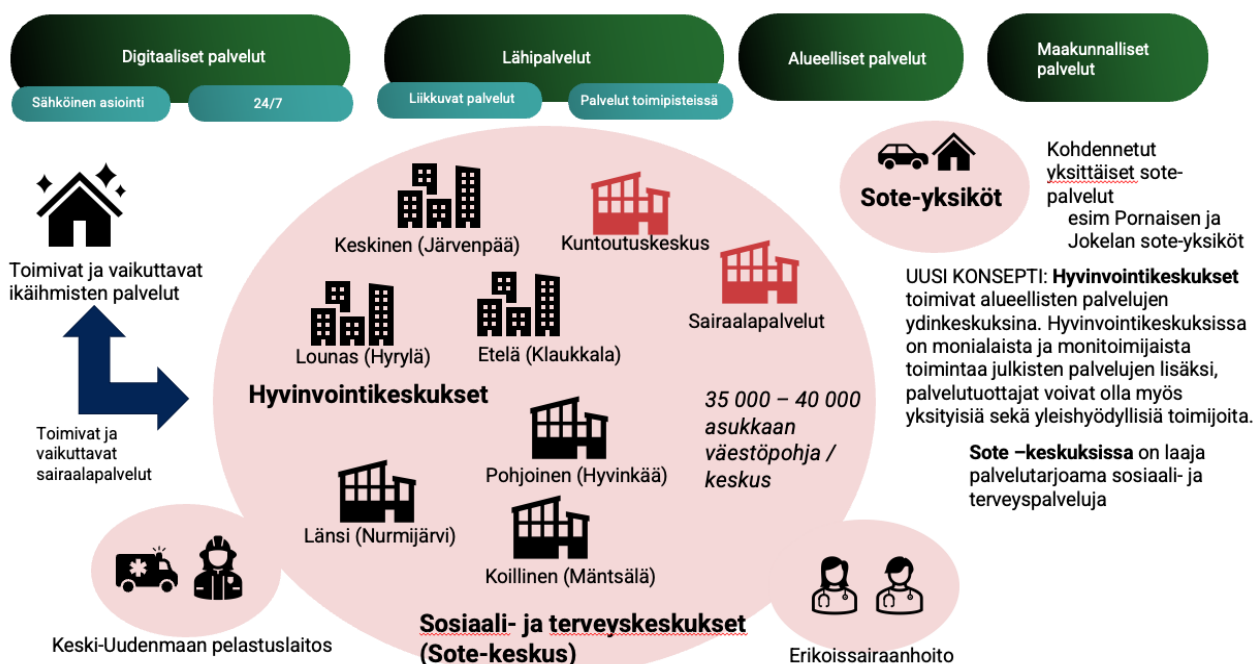 Digitaaliset palvelut
Sähköinen asiointi
24/7
Lähipalvelut
Liikkuvat palvelut
Palvelut toimipisteissä
Alueelliset palvelut
Maakunnalliset
palvelut
Toimivat ja vaikuttavat
ikäihmisten palvelut
Toimivat ja
vaikuttavat
sairaalapalvelut
Keskinen (Järvenpää)
Kuntoutuskeskus
Sairaalapalvelut
Lounas (Hyrylä)
Etelä (Klaukkala)
Hyvinvointikeskukset
35 000 – 40 000
asukkaan
väestöpohja /
keskus
Pohjoinen (Hyvinkää)
Länsi (Nurmijärvi)
Koillinen (Mäntsälä)
Sosiaali- ja terveyskeskukset
(Sote-keskus)
Keski-Uudenmaan pelastuslaitos
Erikoissairaanhoito
Sote-yksiköt
Kohdennetut
yksittäiset sote-
palvelut
esim Pornaisen ja
Jokelan sote-yksiköt
UUSI KONSEPTI: Hyvinvointikeskukset
toimivat alueellisten palvelujen
ydinkeskuksina. Hyvinvointikeskuksissa
on monialaista ja monitoimijaista
toimintaa julkisten palvelujen lisäksi,
palvelutuottajat voivat olla myös
yksityisiä sekä yleishyödyllisiä toimijoita.
Sote –keskuksissa on laaja
palvelutarjoama sosiaali- ja
terveyspalveluja